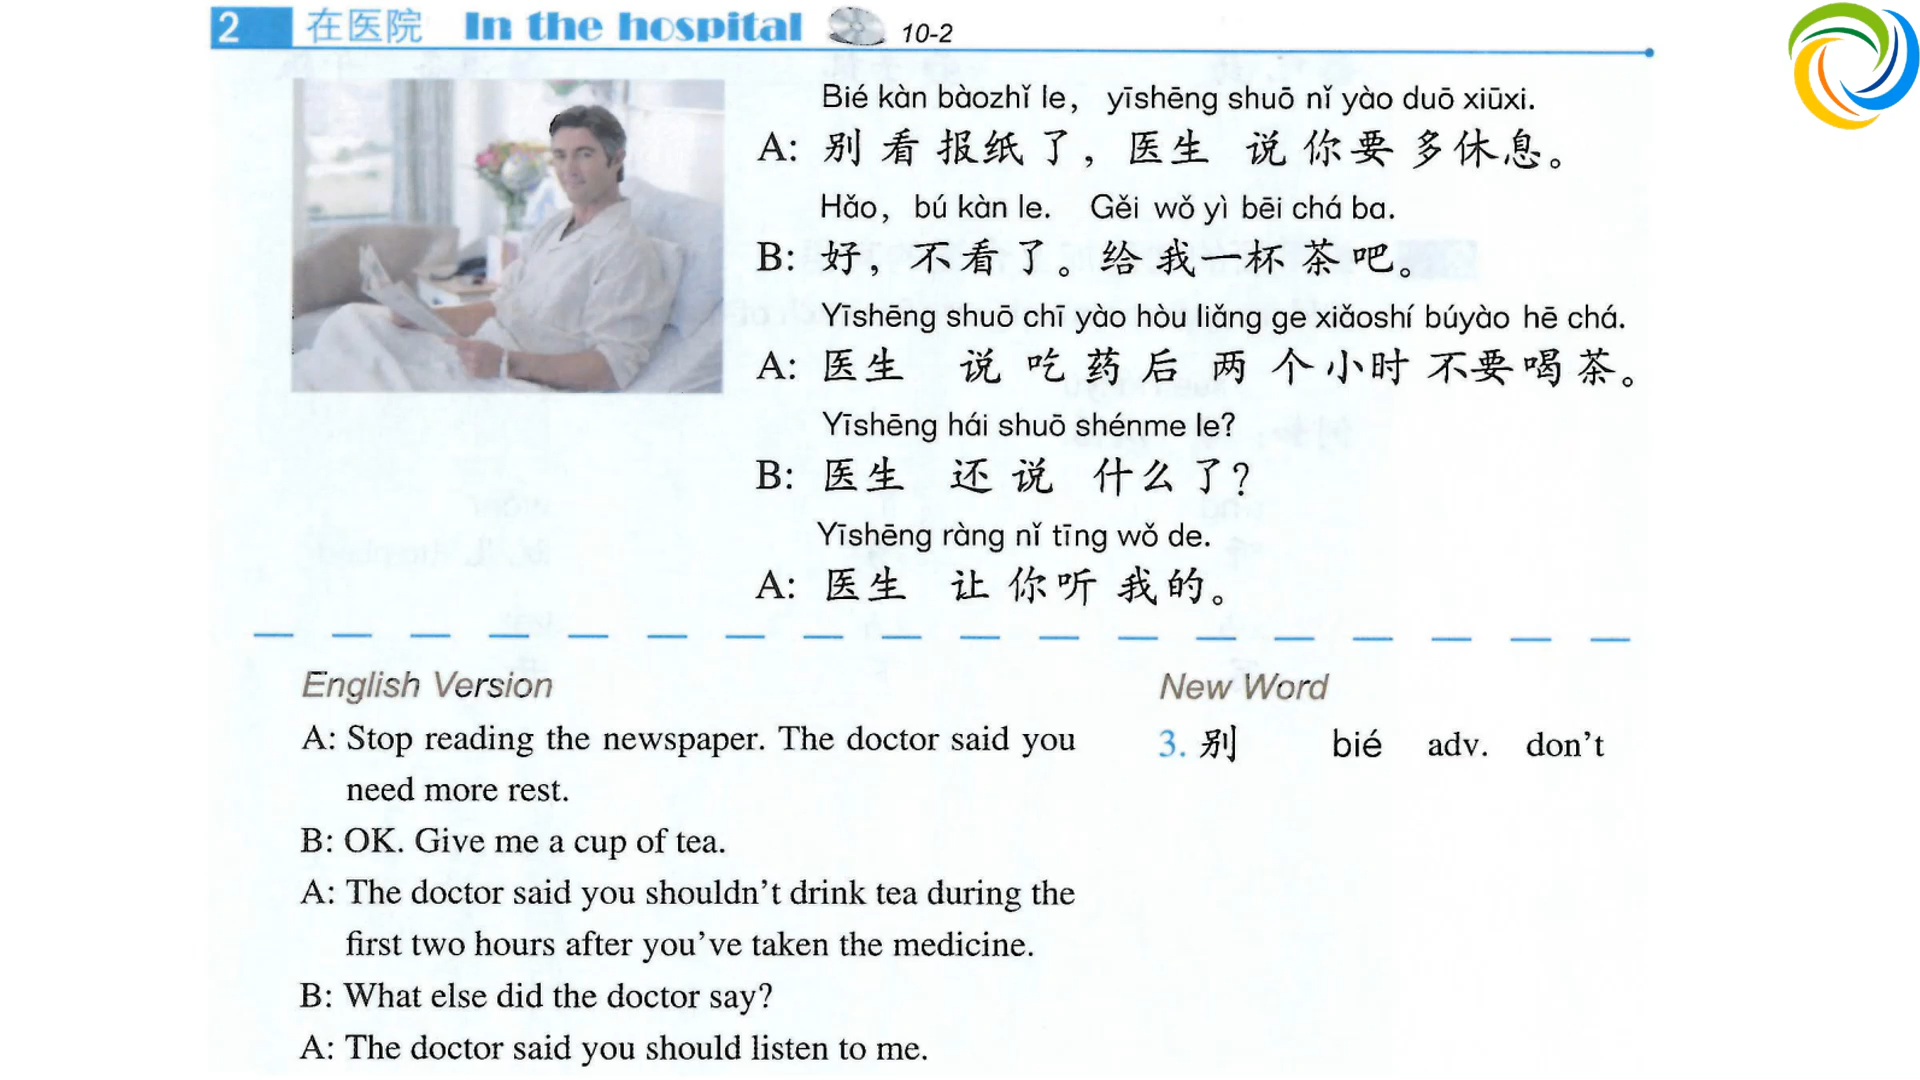 2 在医院 In the hospital 10-2
Bié kàn bàozhǐ le, yīshēng shuō nǐ yào duō xiūxi.
A: 别看报纸了，医生说你要多休息。
Hǎo, bú kàn le. Gěi wǒ yì bēi chá ba.
B: 好，不看了。给我一杯茶吧。
Yīshēng shuō chī yào hòu liǎng ge xiǎoshí búyào hē chá.
A: 医生说吃药后两个小时不要喝茶。
Yīshēng hái shuō shénme le?
B: 医生还说什么了？
Yīshēng ràng nǐ tīng wǒ de.
A: 医生让你听我的。
English Version
A: Stop reading the newspaper. The doctor said you
need more rest.
B: OK. Give me a cup of tea.
A: The doctor said you shouldn't drink tea during the
first two hours after you've taken the medicine.
B: What else did the doctor say?
A: The doctor said you should listen to me.
New Word
3. 别 bié adv. don't